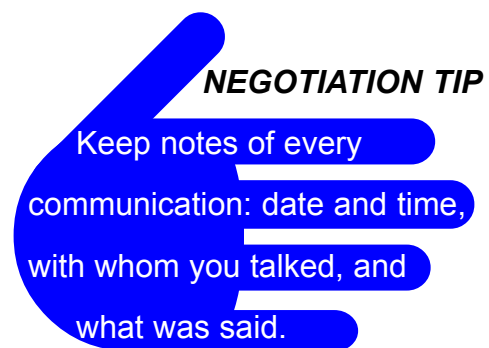 NEGOTIATION TIP
Keep notes of every
communication: date and time,
with whom you talked, and
what was said.